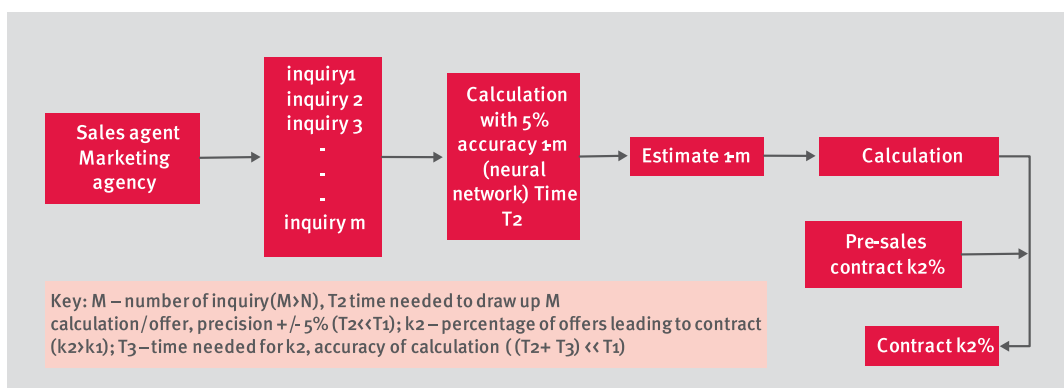 Sales agent
Marketing
agency
inquiry1
inquiry 2
inquiry 3
-
-
-
inquiry m
Calculation
with 5%
accuracy 1-m
(neural
network) Time
T2
Estimate 1-m
Calculation
Pre-sales
contract k2%
Contract k2%
Key: M – number of inquiry(M>N), T2 time needed to draw up M
calculation/offer, precision +/- 5% (T2<<T1); k2 – percentage of offers leading to contract
(k2>k1); T3 – time needed for k2, accuracy of calculation ( (T2+ T3) << T1)